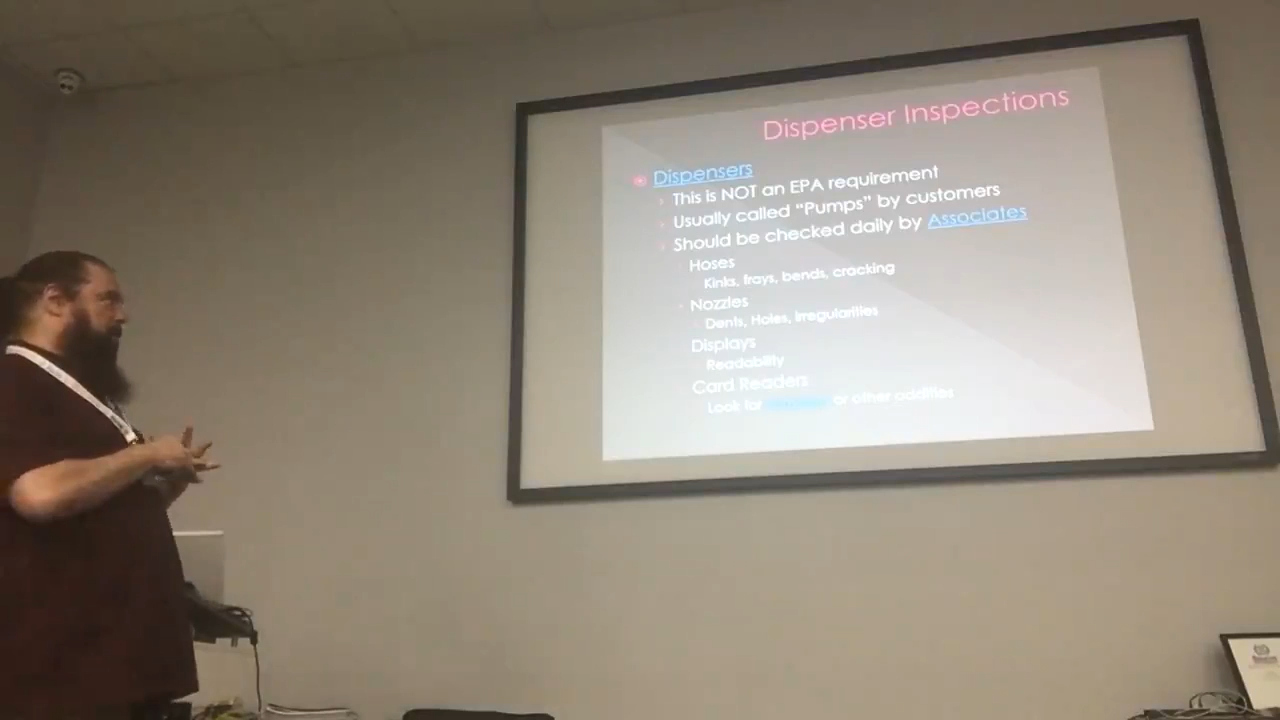 Dispenser Inspections
Dispensers
This is NOT an EPA requirement
Usually called “Pumps” by customers
Should be checked daily by Associates
Hoses
Kinks, frays, bends, cracking
Nozzles
Dents, Holes, Irregularities
Displays
Readability
Card Readers
Look for or other oddities